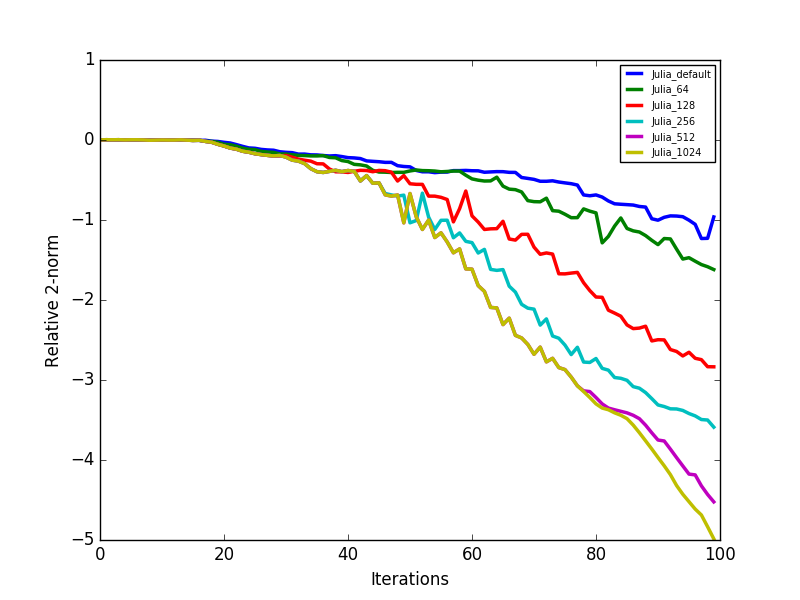 1
0
−1
−2
−3
−4
−5
Relative 2-norm
Julia_default
Julia_64
Julia_128
Julia_256
Julia_512
Julia_1024
0 20 40 60 80 100
Iterations